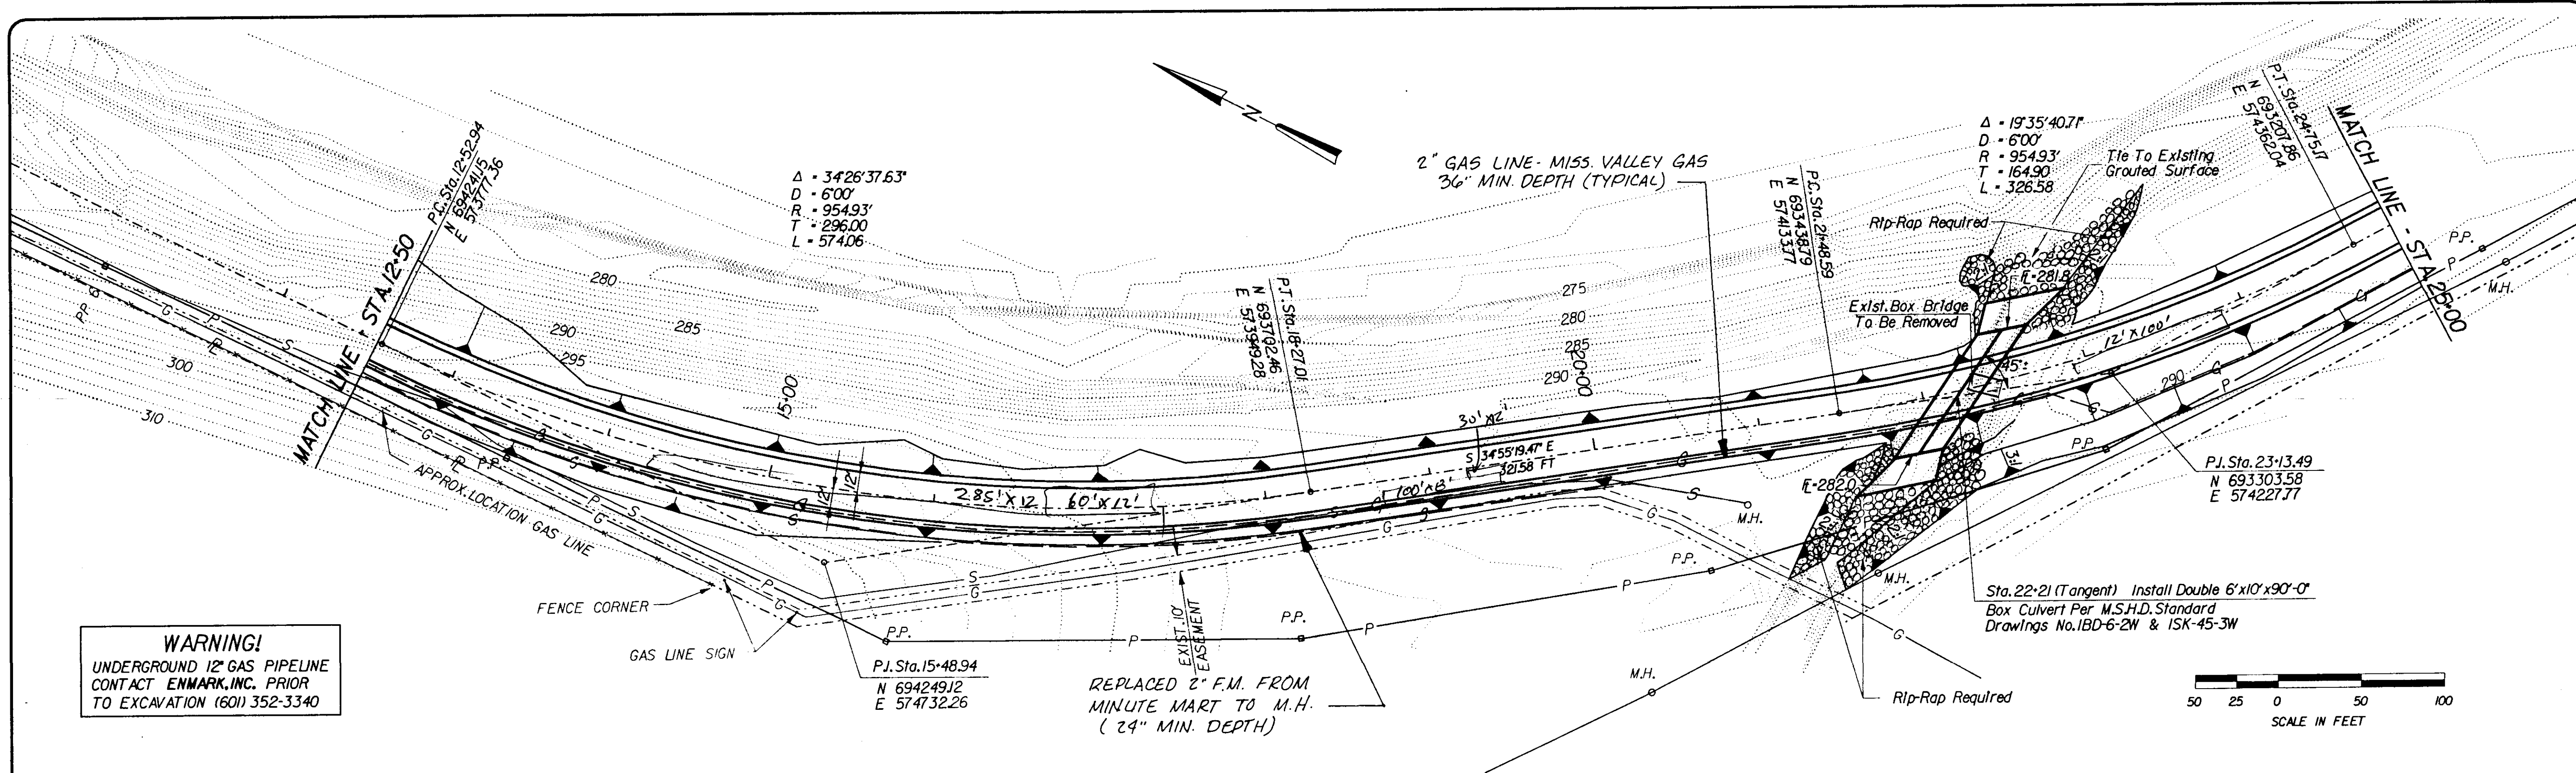 MATCH LINE - STA.12+50
P.C. Sta.12+52.94
N 694241.15
E 573777.36
Δ = 34°26'37.63"
D = 6°00'
R = 954.93'
T = 296.00
L = 574.06
N
2" GAS LINE - MISS. VALLEY GAS
36" MIN. DEPTH (TYPICAL)
P.T. Sta.18+27.01
N 693702.46
E 573949.28
P.C. Sta.21+48.59
N 693438.79
E 574133.77
Δ = 19°35'40.71"
D = 6°00'
R = 954.93'
T = 164.90
L = 326.58
Tie To Existing
Grouted Surface
Rip-Rap Required
P.T. Sta.24+75.17
N 693207.86
E 574362.04
MATCH LINE - STA.25+00
Exist. Box Bridge
To Be Removed
FL=281.8
45°
12' X 100'
280
285
290
295
300
310
275
280
285
290
290
15+00
20+00
285' X 12
60' X 12'
12'
12'
30' X 12'
S 34°55'19.47" E
321.58 FT
100' X 8'
APPROX. LOCATION GAS LINE
FENCE CORNER
GAS LINE SIGN
P.P.
P.P.
P.P.
P.P.
P.P.
P.P.
P.P.
M.H.
M.H.
M.H.
M.H.
FL=282.0
3:1
P.I. Sta.15+48.94
N 694249.12
E 574732.26
EXIST. 10'
EASEMENT
REPLACED 2" F.M. FROM
MINUTE MART TO M.H.
( 24" MIN. DEPTH)
P.I. Sta.23+13.49
N 693303.58
E 574227.77
Sta.22+21 (Tangent) Install Double 6'x10'x90'-0"
Box Culvert Per M.S.H.D. Standard
Drawings No. IBD-6-2W & ISK-45-3W
Rip-Rap Required
WARNING!
UNDERGROUND 12" GAS PIPELINE
CONTACT ENMARK, INC. PRIOR
TO EXCAVATION (601) 352-3340
50 25 0 50 100
SCALE IN FEET